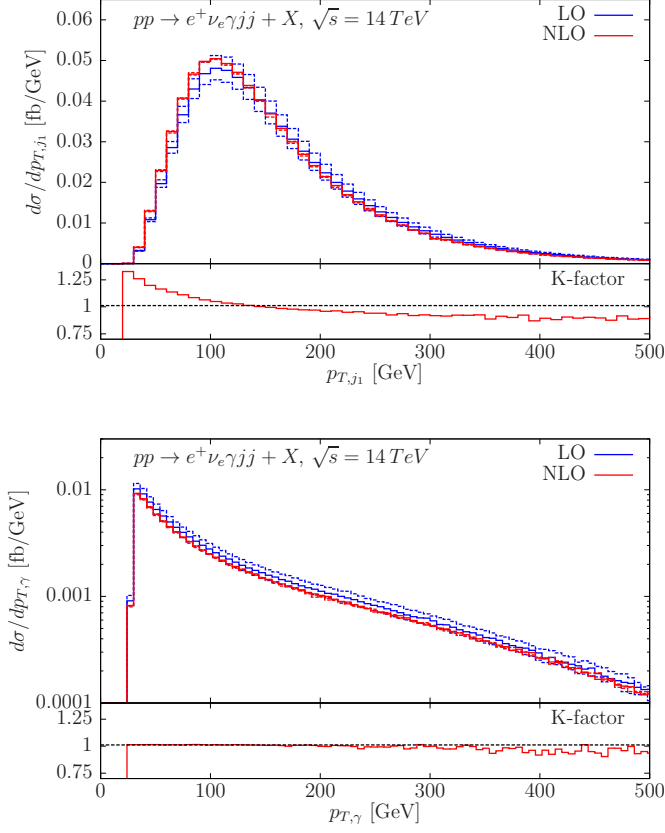 pp → e⁺ν_eγjj + X, √s = 14 TeV
LO
NLO
dσ/dp_{T,j₁} [fb/GeV]
0.06
0.05
0.04
0.03
0.02
0.01
0
K-factor
1.25
1
0.75
0 100 200 300 400 500
p_{T,j₁} [GeV]
pp → e⁺ν_eγjj + X, √s = 14 TeV
LO
NLO
dσ/dp_{T,γ} [fb/GeV]
0.01
0.001
0.0001
K-factor
1.25
1
0.75
0 100 200 300 400 500
p_{T,γ} [GeV]